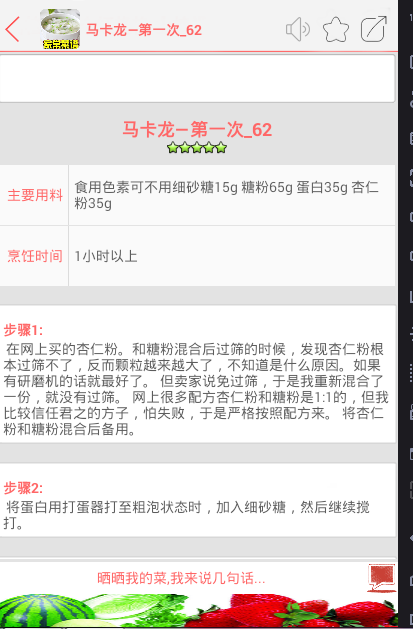 马卡龙—第一次_62
马卡龙—第一次_62
主要用料
食用色素可不用细砂糖15g 糖粉65g 蛋白35g 杏仁
粉35g
烹饪时间
1小时以上
步骤1:
在网上买的杏仁粉。和糖粉混合后过筛的时候，发现杏仁粉根
本过筛不了，反而颗粒越来越大了，不知道是什么原因。如果
有研磨机的话就最好了。 但卖家说免过筛，于是我重新混合了
一份，就没有过筛。 网上很多配方杏仁粉和糖粉是1:1的，但我
比较信任君之的方子，怕失败，于是严格按照配方来。 将杏仁
粉和糖粉混合后备用。
步骤2:
将蛋白用打蛋器打至粗泡状态时，加入细砂糖，然后继续搅
打。
晒晒我的菜,我来说几句话...